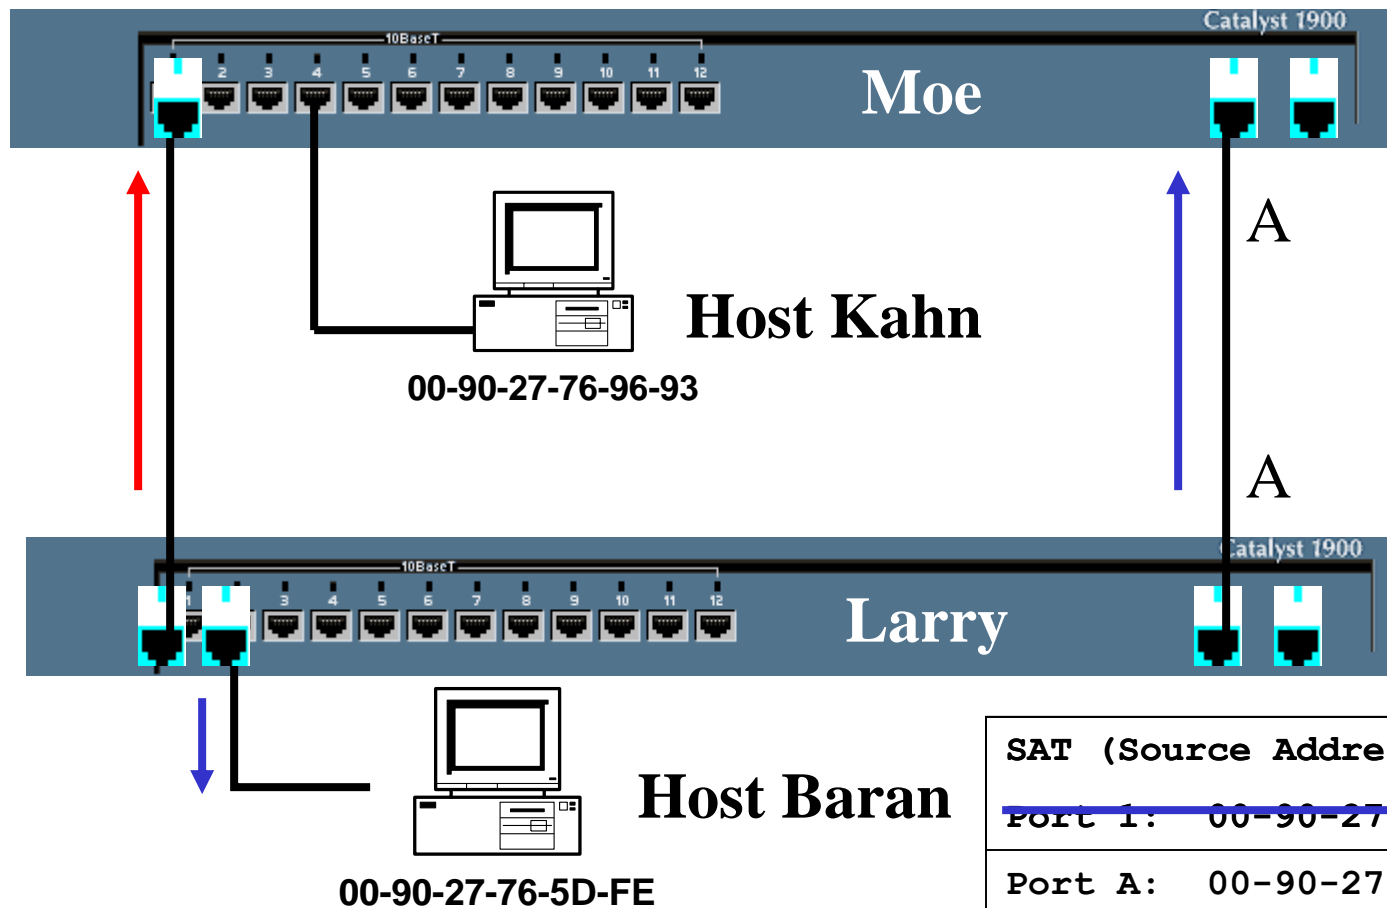 Catalyst 1900
10BaseT
2 3 4 5 6 7 8 9 10 11 12
Moe
A
Host Kahn
00-90-27-76-96-93
A
Catalyst 1900
10BaseT
1 3 4 5 6 7 8 9 10 11 12
Larry
SAT (Source Addre
Port 1: 00-90-27
Host Baran
Port A: 00-90-27
00-90-27-76-5D-FE